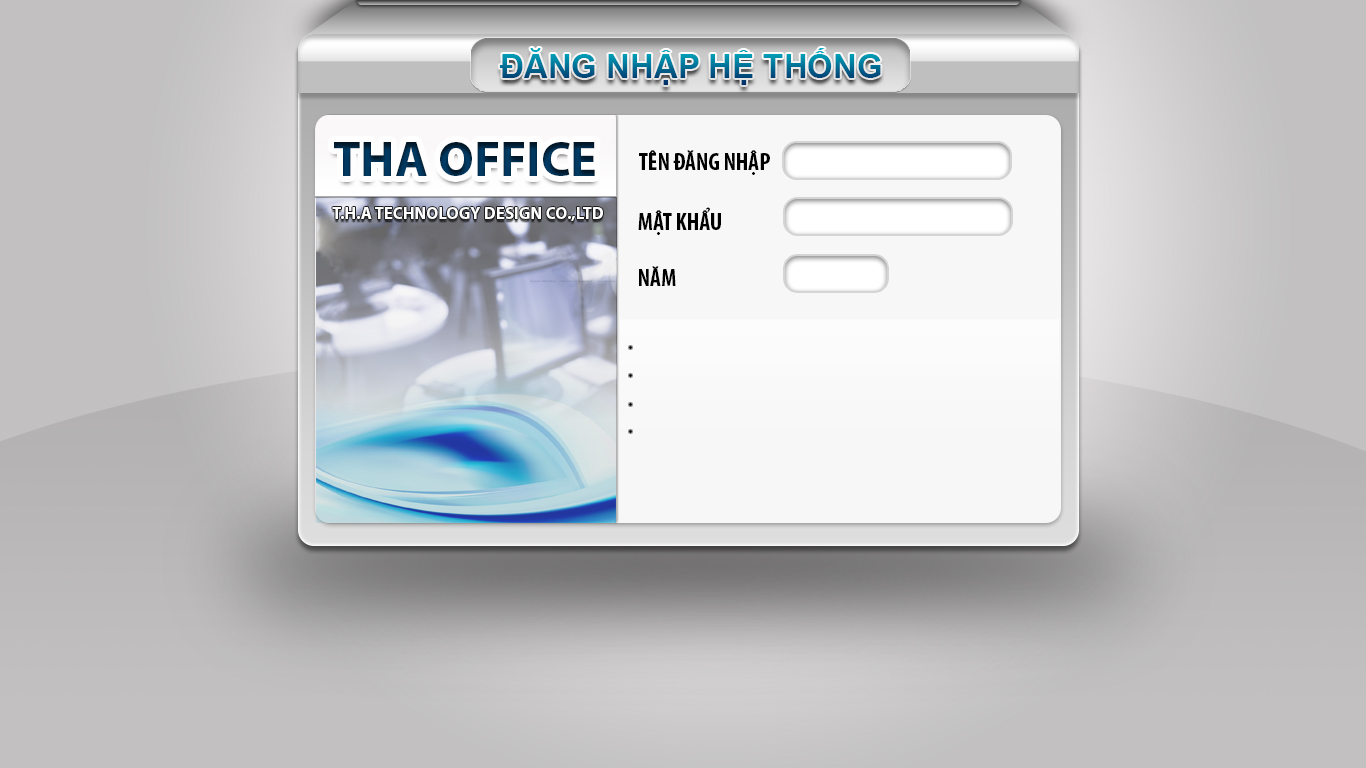 ĐĂNG NHẬP HỆ THỐNG
THA OFFICE
T.H.A TECHNOLOGY DESIGN CO.,LTD
TÊN ĐĂNG NHẬP
MẬT KHẨU
NĂM